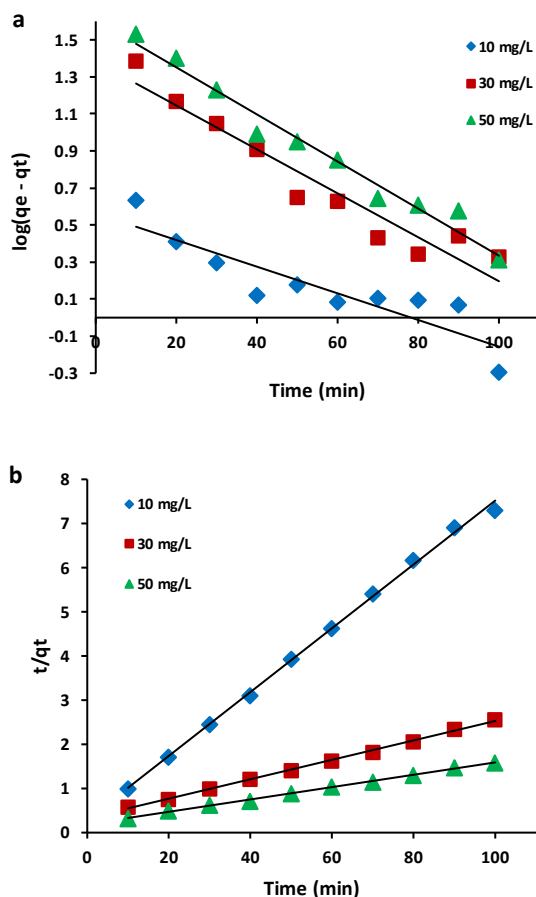 a
1.5
1.3
1.1
0.9
0.7
0.5
0.3
0.1
-0.1
-0.3
log(qe - qt)
10 mg/L
30 mg/L
50 mg/L
20 40 60 80 100
Time (min)
b
8
7
6
5
4
3
2
1
0
t/qt
10 mg/L
30 mg/L
50 mg/L
0 20 40 60 80 100
Time (min)